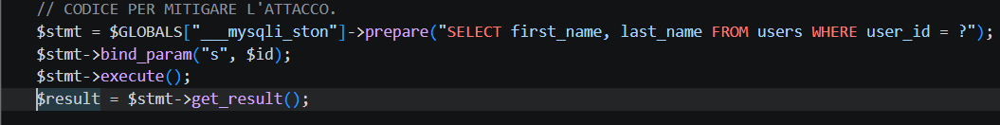 // CODICE PER MITIGARE L'ATTACCO.
$stmt = $GLOBALS["___mysqli_ston"]->prepare("SELECT first_name, last_name FROM users WHERE user_id = ?");
$stmt->bind_param("s", $id);
$stmt->execute();
$result = $stmt->get_result();